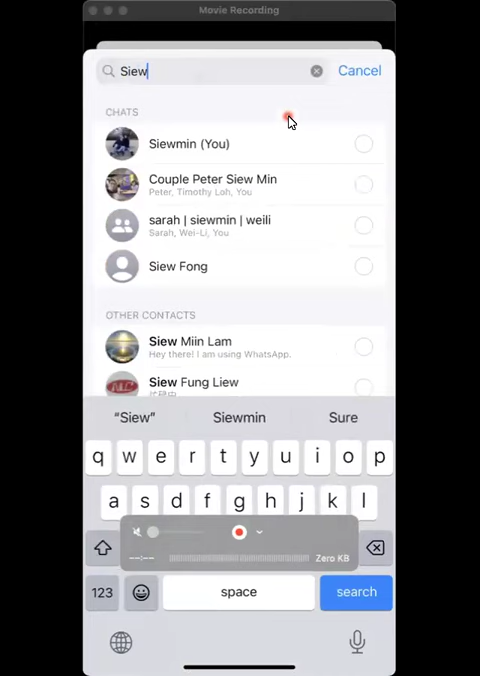 Movie Recording
Siew
Cancel
CHATS
Siewmin (You)
Couple Peter Siew Min
Peter, Timothy Loh, You
sarah | siewmin | weili
Sarah, Wei-Li, You
Siew Fong
OTHER CONTACTS
Siew Miin Lam
Hey there! I am using WhatsApp.
Siew Fung Liew
“Siew”
Siewmin
Sure
q w e r t y u i o p
a s d f g h j k l
--:--
Zero KB
123
space
search